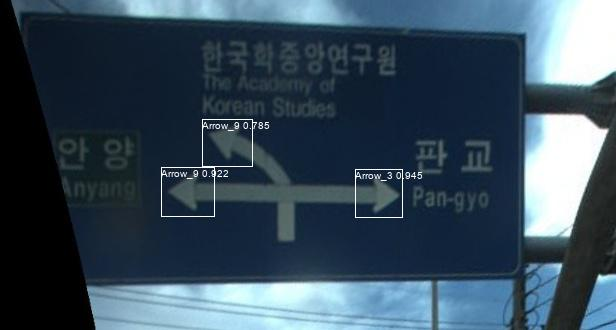 한국학중앙연구원
The Academy of
Korean Studies
Arrow_9 0.785
안양
Anyang
Arrow_9 0.922
Arrow_3 0.945
판교
Pan-gyo